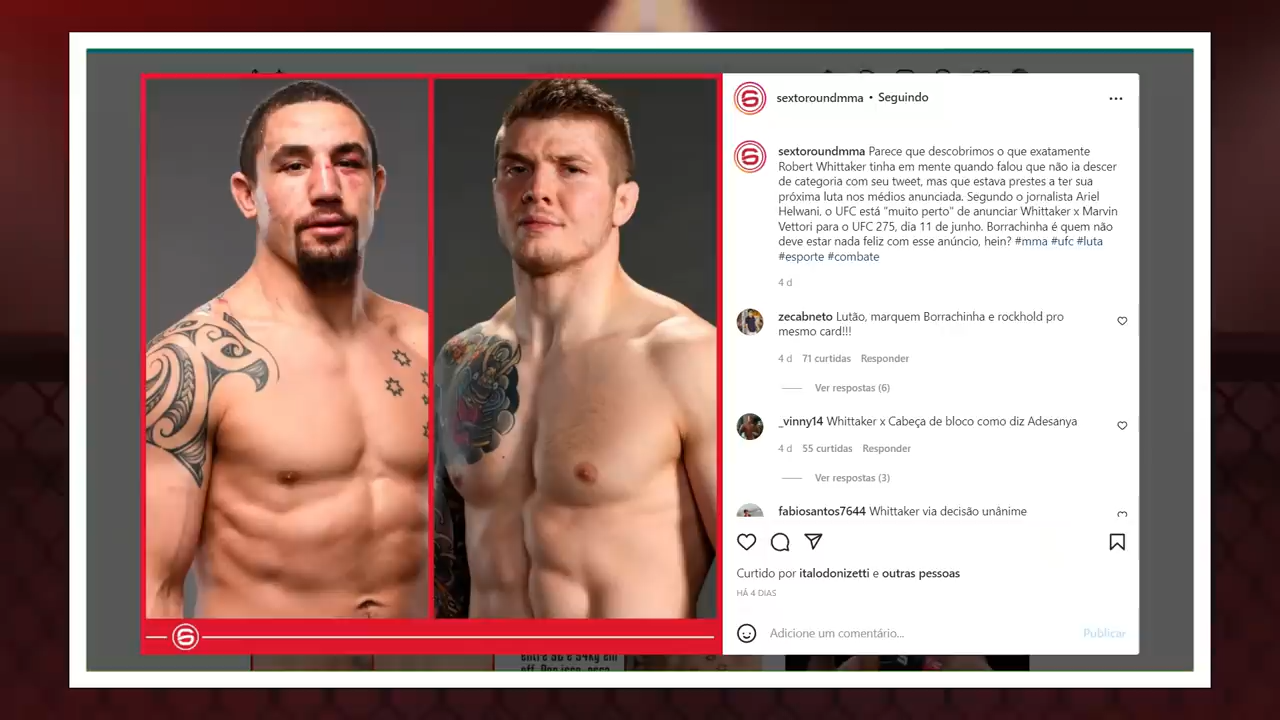 sextoroundmma • Seguindo
sextoroundmma Parece que descobrimos o que exatamente
Robert Whittaker tinha em mente quando falou que não ia descer
de categoria com seu tweet, mas que estava prestes a ter sua
próxima luta nos médios anunciada. Segundo o jornalista Ariel
Helwani, o UFC está "muito perto" de anunciar Whittaker x Marvin
Vettori para o UFC 275, dia 11 de junho. Borrachinha é quem não
deve estar nada feliz com esse anúncio, hein? #mma #ufc #luta
#esporte #combate
4 d
zecabneto Lutão, marquem Borrachinha e rockhold pro
mesmo card!!!
4 d 71 curtidas Responder
Ver respostas (6)
_vinny14 Whittaker x Cabeça de bloco como diz Adesanya
4 d 55 curtidas Responder
Ver respostas (3)
fabiosantos7644 Whittaker via decisão unânime
Curtido por italodonizetti e outras pessoas
HÁ 4 DIAS
Adicione um comentário...
Publicar